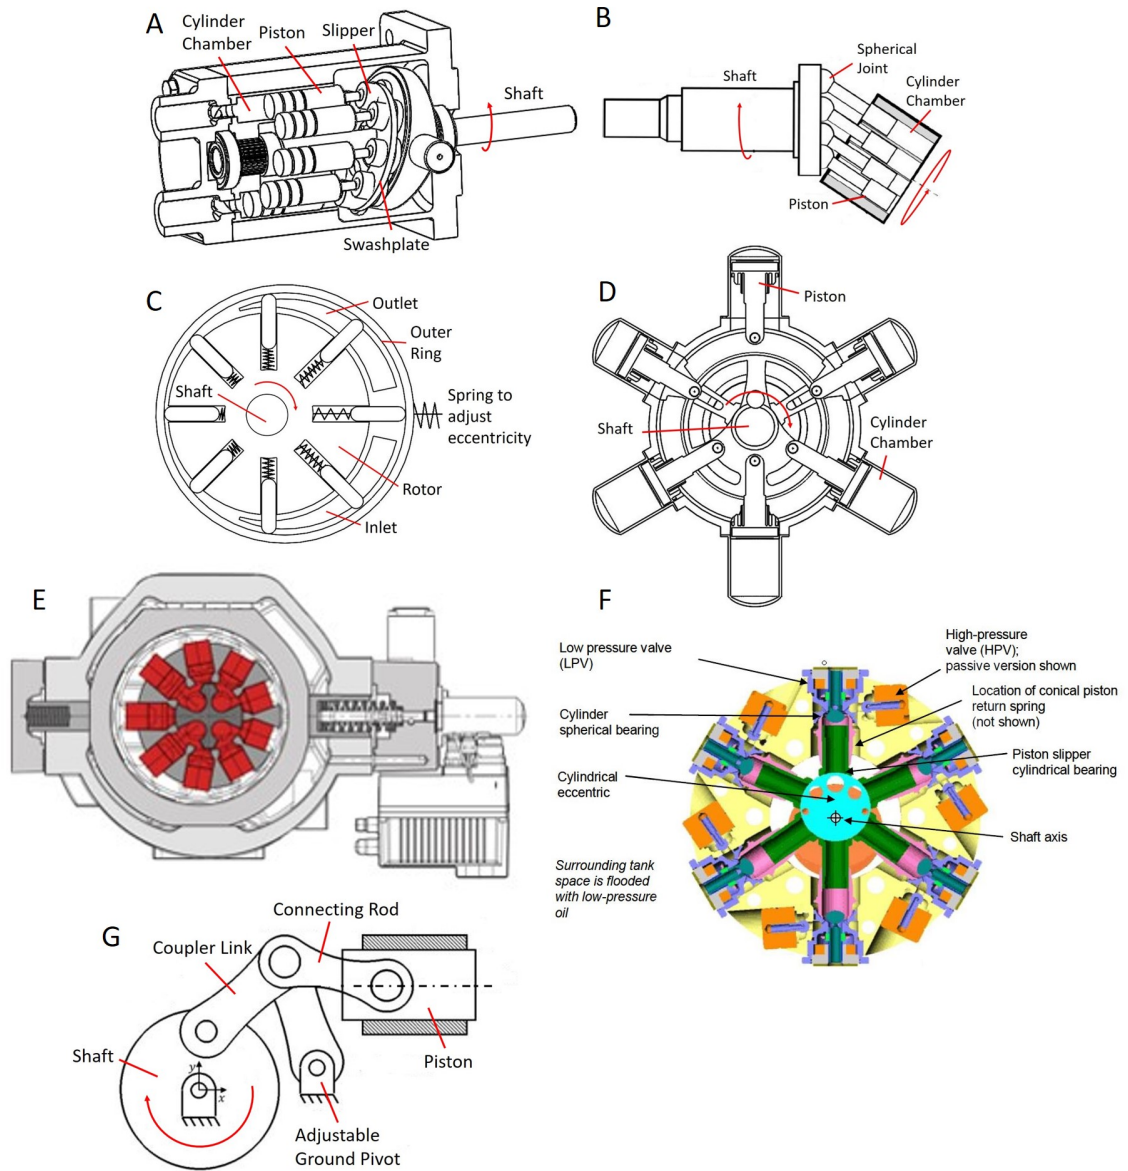 A
Cylinder
Chamber
Piston
Slipper
Shaft
Swashplate
B
Shaft
Spherical
Joint
Cylinder
Chamber
Piston
C
Outlet
Outer
Ring
Shaft
Spring to
adjust
eccentricity
Rotor
Inlet
D
Piston
Shaft
Cylinder
Chamber
E
F
Low pressure valve
(LPV)
High-pressure
valve (HPV);
passive version shown
Location of conical piston
return spring
(not shown)
Cylinder
spherical bearing
Piston slipper
cylindrical bearing
Cylindrical
eccentric
Shaft axis
Surrounding tank
space is flooded
with low-pressure
oil
G
Connecting Rod
Coupler Link
Shaft
y
x
Piston
Adjustable
Ground Pivot